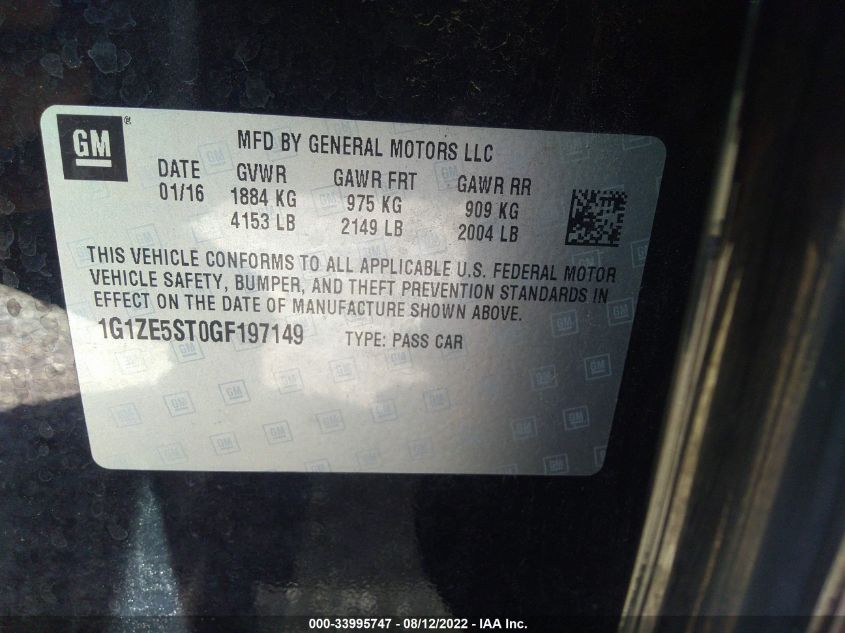 GM®
MFD BY GENERAL MOTORS LLC
DATE GVWR GAWR FRT GAWR RR
01/16 1884 KG 975 KG 909 KG
4153 LB 2149 LB 2004 LB
THIS VEHICLE CONFORMS TO ALL APPLICABLE U.S. FEDERAL MOTOR
VEHICLE SAFETY, BUMPER, AND THEFT PREVENTION STANDARDS IN
EFFECT ON THE DATE OF MANUFACTURE SHOWN ABOVE.
1G1ZE5ST0GF197149 TYPE: PASS CAR
000-33995747 - 08/12/2022 - IAA Inc.